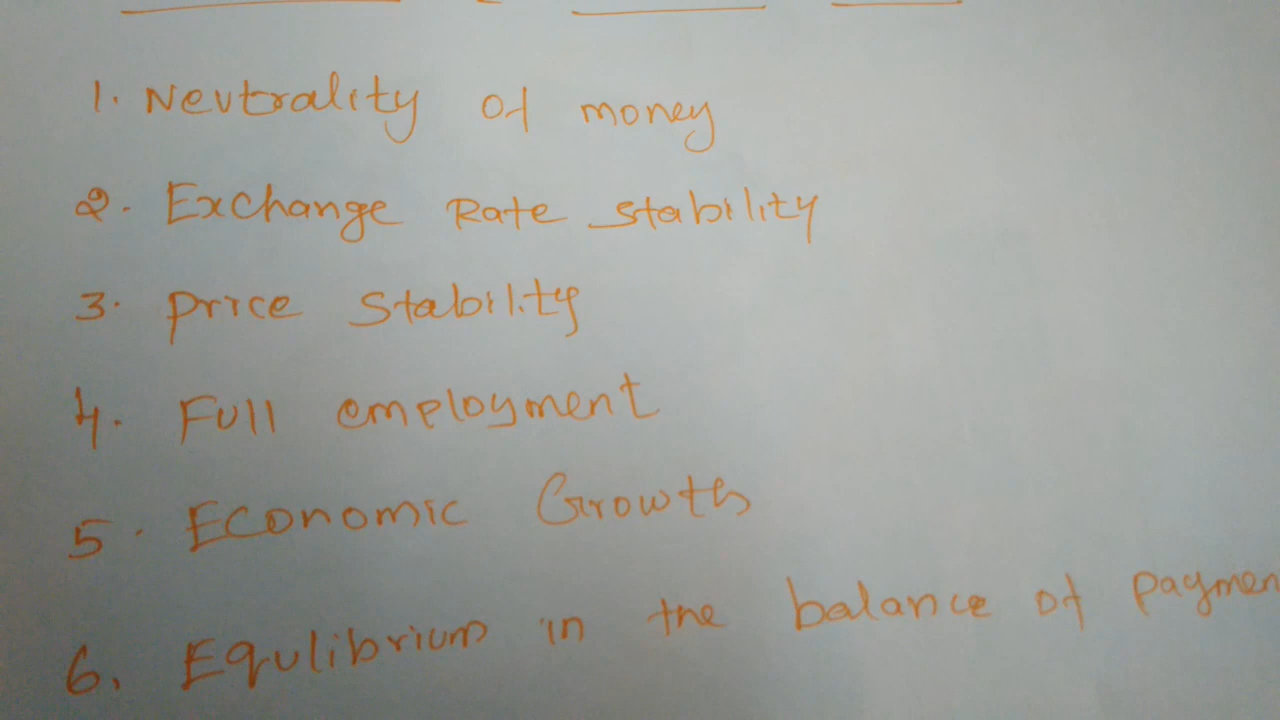 1. Neutrality of money
2. Exchange Rate stability
3. Price stability
4. Full employment
5. Economic Growth
6. Equlibrium in the balance of paymen